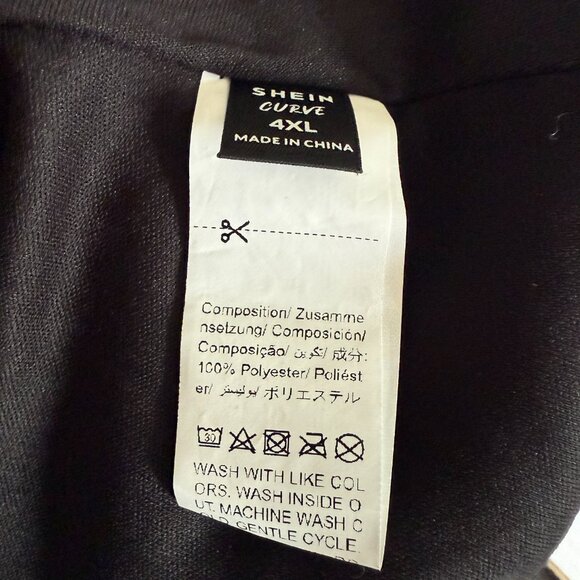 SHEIN
CURVE
4XL
MADE IN CHINA
Composition/ Zusamme
nsetzung/ Composición/
Composição/ تكوين/ 成分:
100% Polyester/ Poliést
er/ بوليستر/ ポリエステル
30
WASH WITH LIKE COL
ORS. WASH INSIDE O
UT. MACHINE WASH C
GENTLE CYCLE.